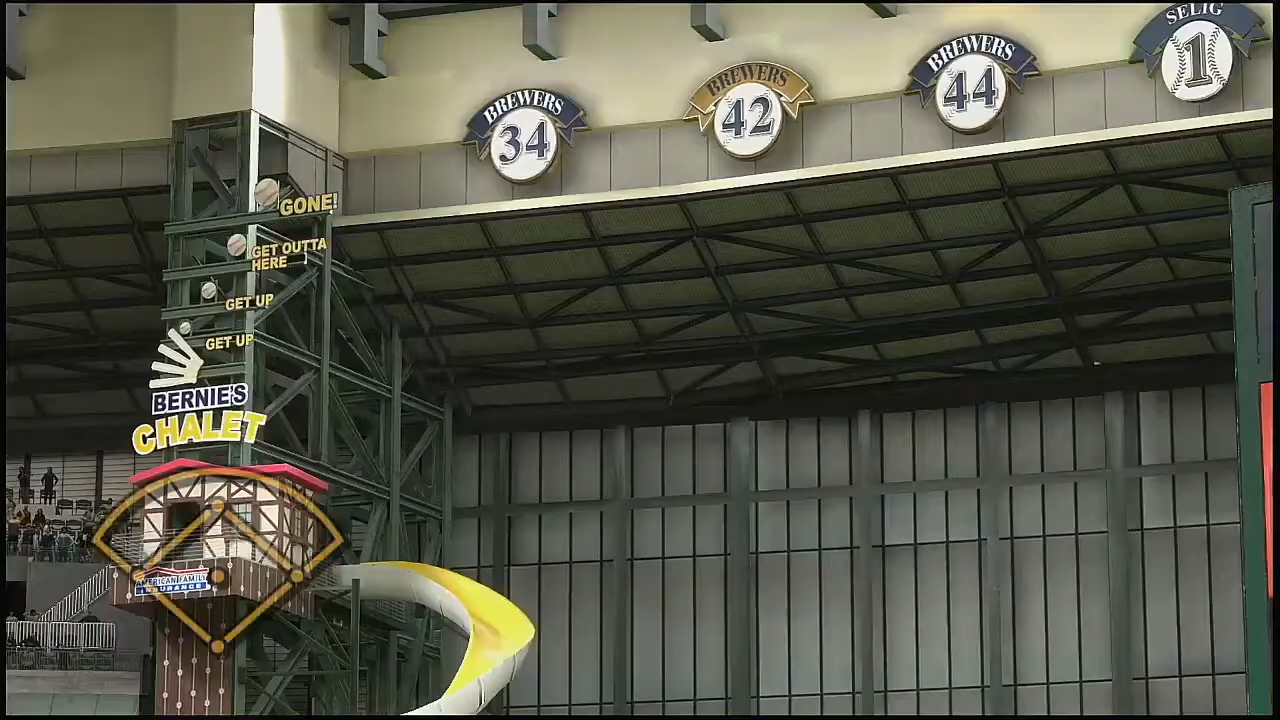 BREWERS
34
BREWERS
42
BREWERS
44
SELIG
1
GONE!
GET OUTTA
HERE
GET UP
GET UP
BERNIE'S
CHALET
AMERICAN FAMILY
INSURANCE